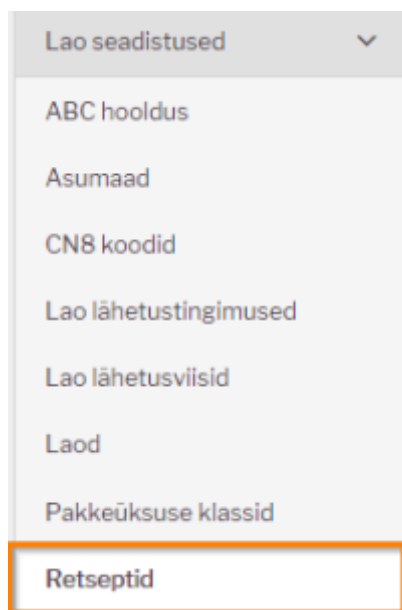 Lao seadistused
ABC hooldus
Asumaad
CN8 koodid
Lao lähetustingimused
Lao lähetusviisid
Laod
Pakkeüksuse klassid
Retseptid